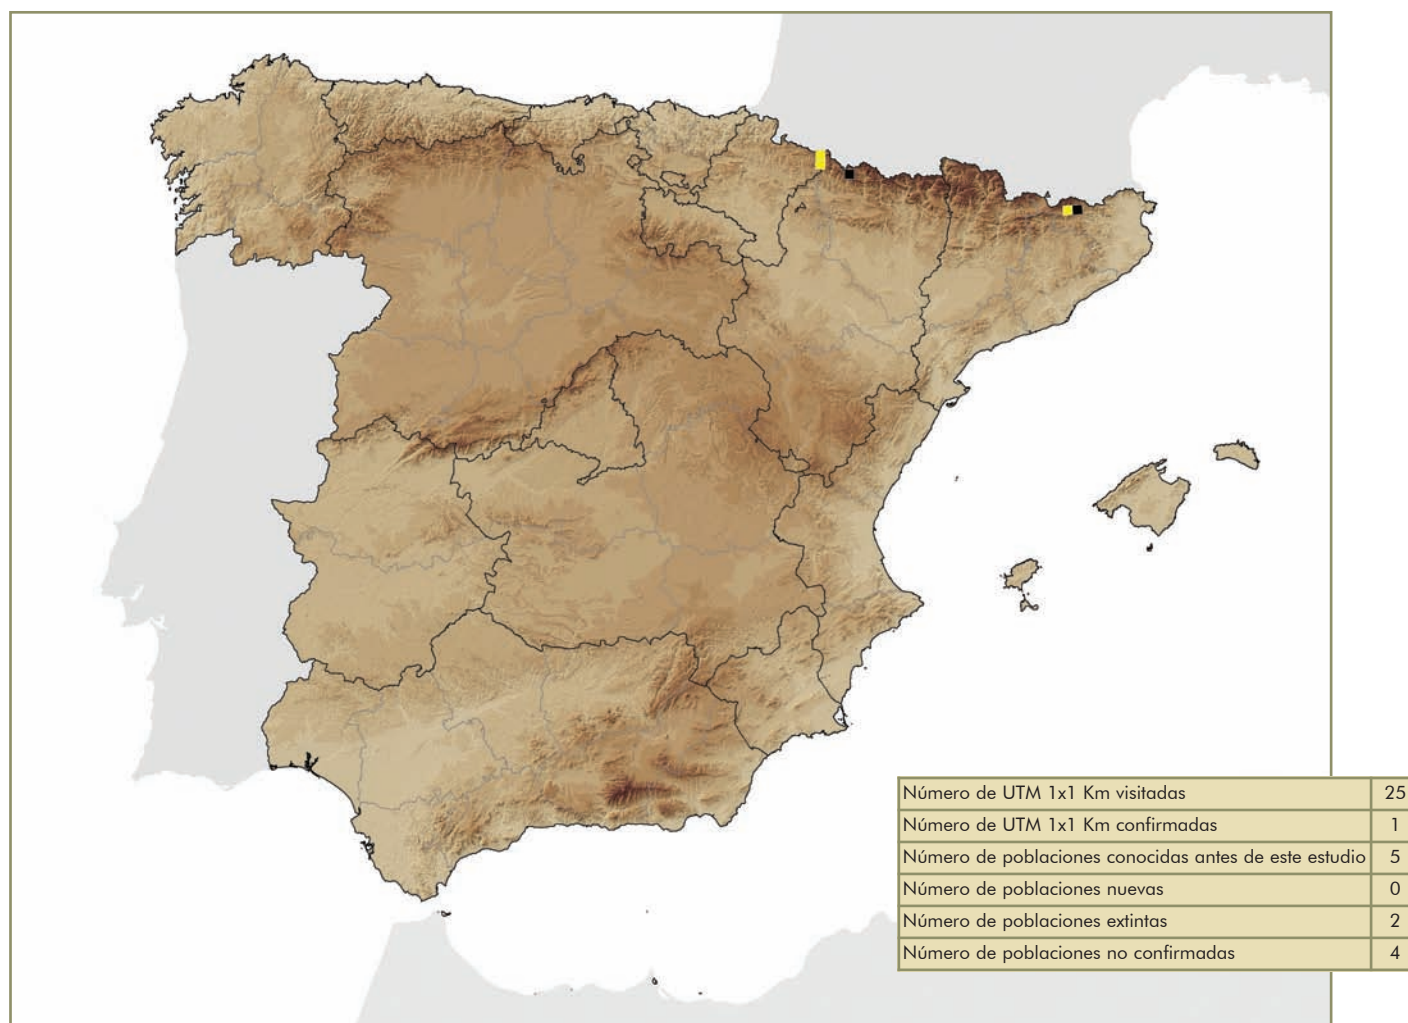 Número de UTM 1x1 Km visitadas 25
Número de UTM 1x1 Km confirmadas 1
Número de poblaciones conocidas antes de este estudio 5
Número de poblaciones nuevas 0
Número de poblaciones extintas 2
Número de poblaciones no confirmadas 4